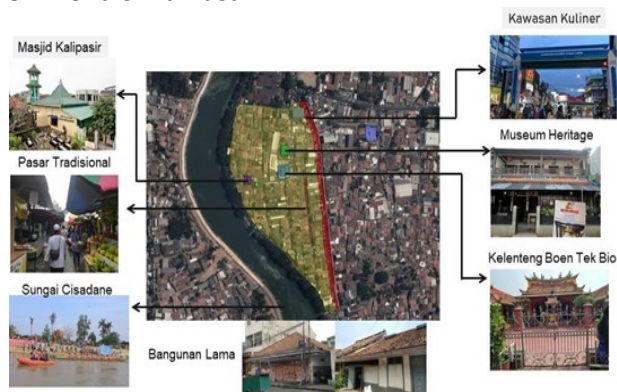 Kawasan Kuliner
Masjid Kalipasir
Museum Heritage
Pasar Tradisional
Kelenteng Boen Tek Bio
Sungai Cisadane
Bangunan Lama